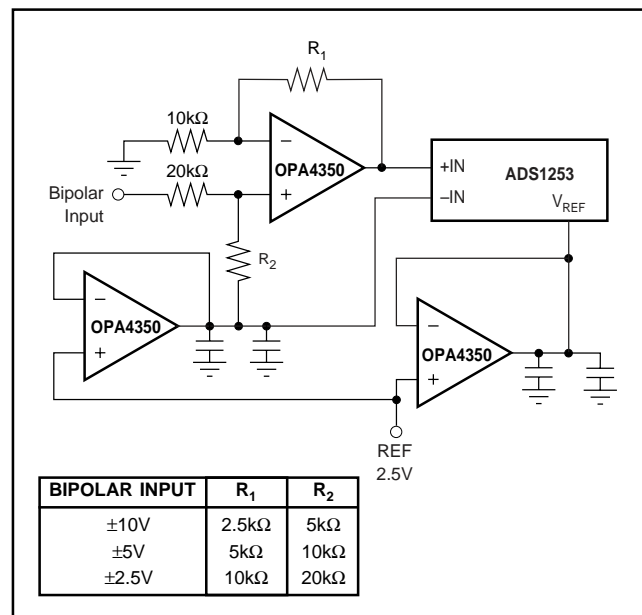 R1
10kΩ
−
OPA4350
+
20kΩ
Bipolar
Input
+IN
ADS1253
−IN
VREF
R2
−
OPA4350
+
−
OPA4350
+
REF
2.5V
BIPOLAR INPUT R1 R2
±10V 2.5kΩ 5kΩ
±5V 5kΩ 10kΩ
±2.5V 10kΩ 20kΩ